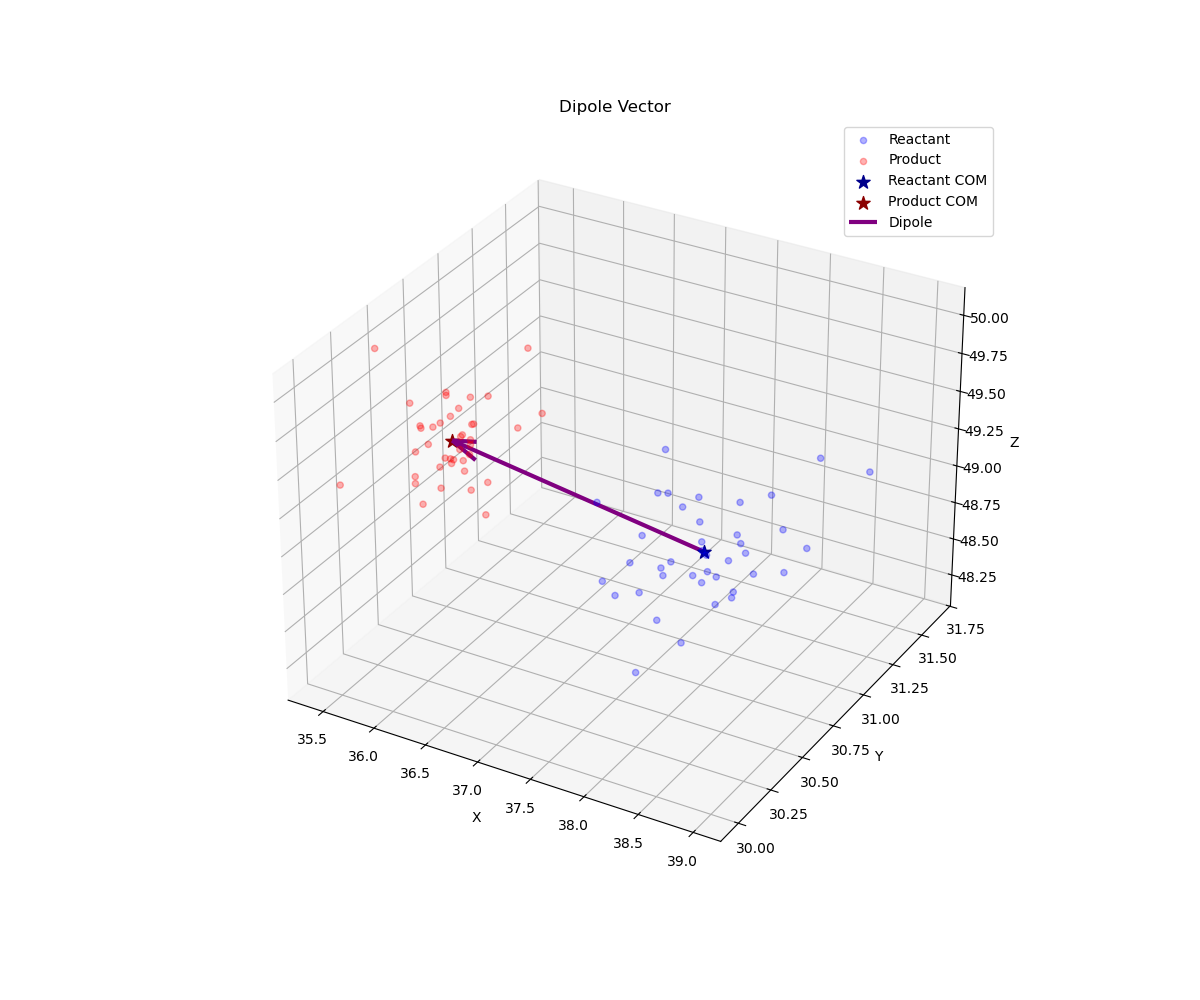 Dipole Vector
Reactant
Product
Reactant COM
Product COM
Dipole
50.00
49.75
49.50
49.25
Z
49.00
48.75
48.50
48.25
31.75
31.50
31.25
31.00
30.75
Y
30.50
30.25
30.00
35.5
36.0
36.5
37.0
X
37.5
38.0
38.5
39.0